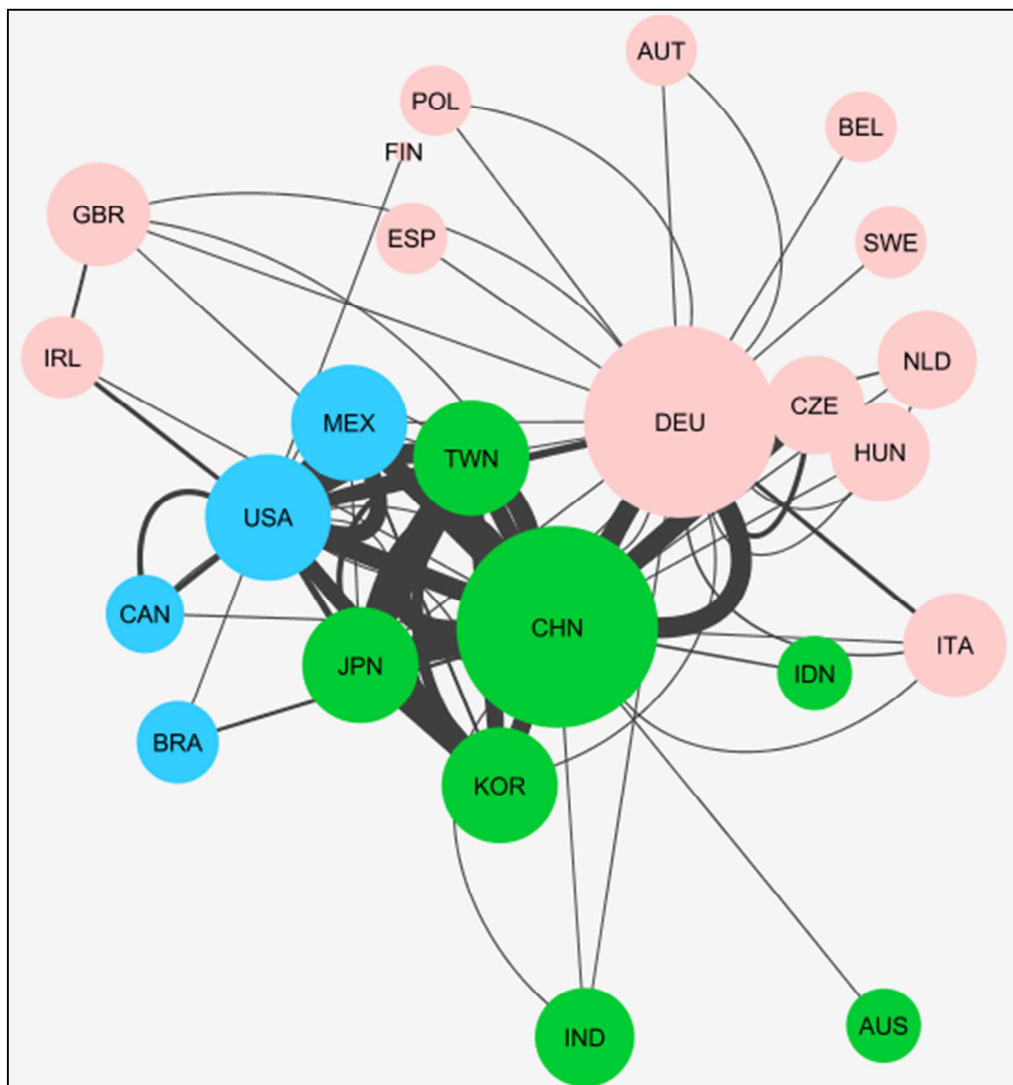 AUT
POL
BEL
FIN
GBR
ESP
SWE
IRL
NLD
CZE
MEX
DEU
HUN
TWN
USA
CAN
CHN
ITA
JPN
IDN
BRA
KOR
AUS
IND